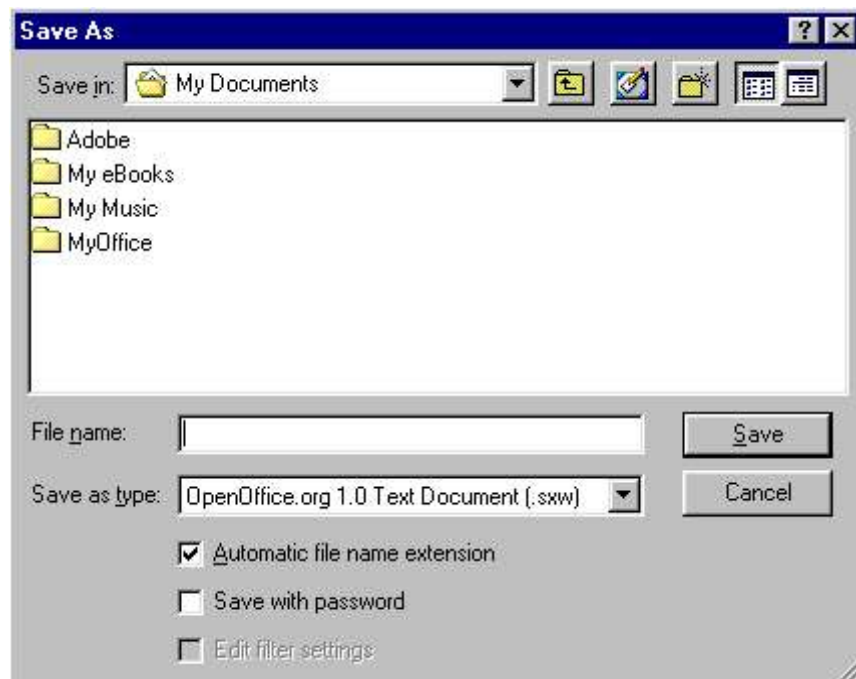 Save As
Save in: My Documents
Adobe
My eBooks
My Music
MyOffice
File name: Save
Save as type: OpenOffice.org 1.0 Text Document (.sxw) Cancel
Automatic file name extension
Save with password
Edit filter settings